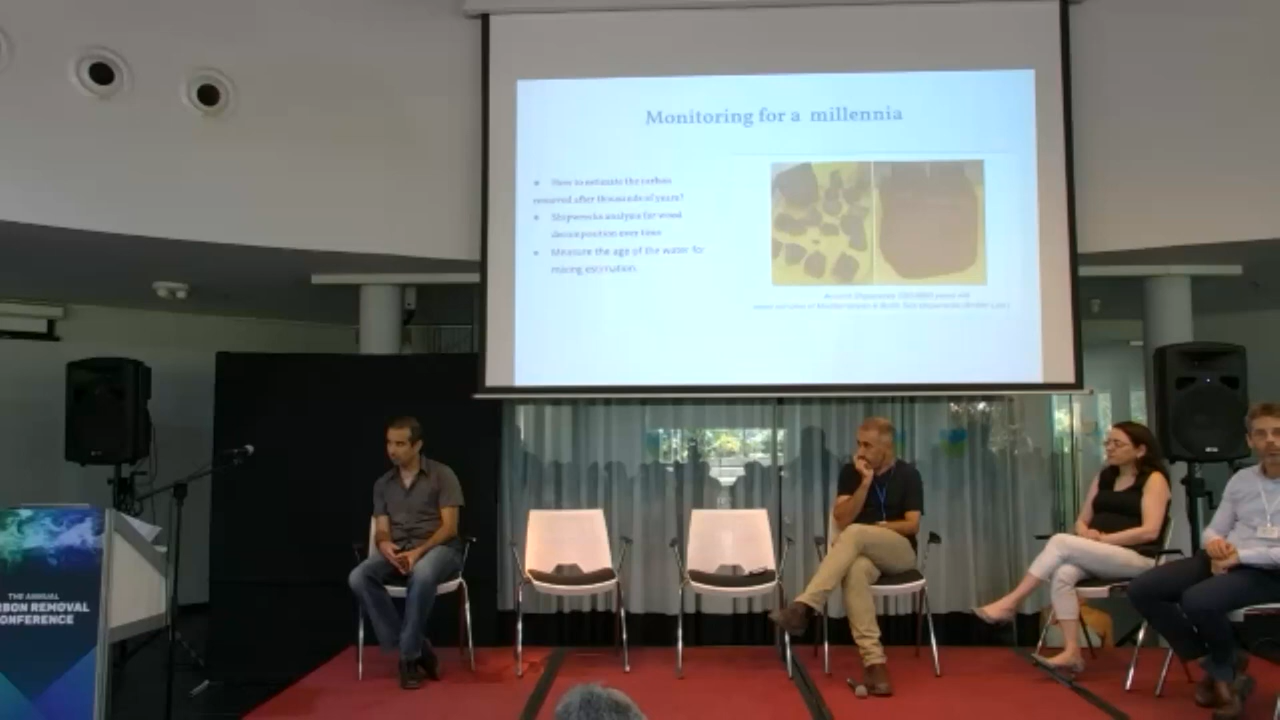 Monitoring for a millennia
How to estimate the carbon
removed after thousands of years?
Shipwrecks analysis for wood
decomposition over time
Measure the age of the water for
mixing estimation.
THE ANNUAL
RBON REMOVAL
ONFERENCE